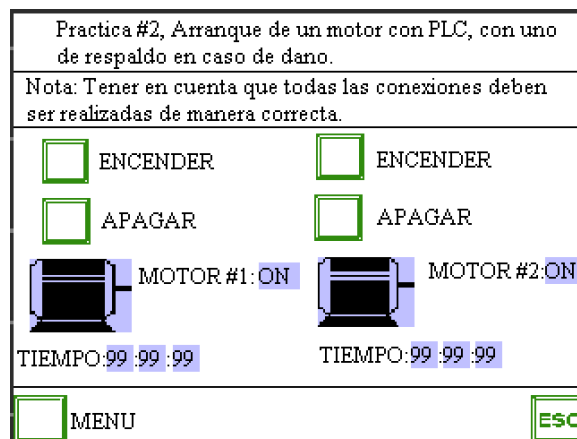 Practica #2, Arranque de un motor con PLC, con uno
de respaldo en caso de dano.
Nota: Tener en cuenta que todas las conexiones deben
ser realizadas de manera correcta.
ENCENDER
ENCENDER
APAGAR
APAGAR
MOTOR #1: ON
MOTOR #2:ON
TIEMPO:99 :99 :99
TIEMPO:99 :99 :99
MENU
ESC